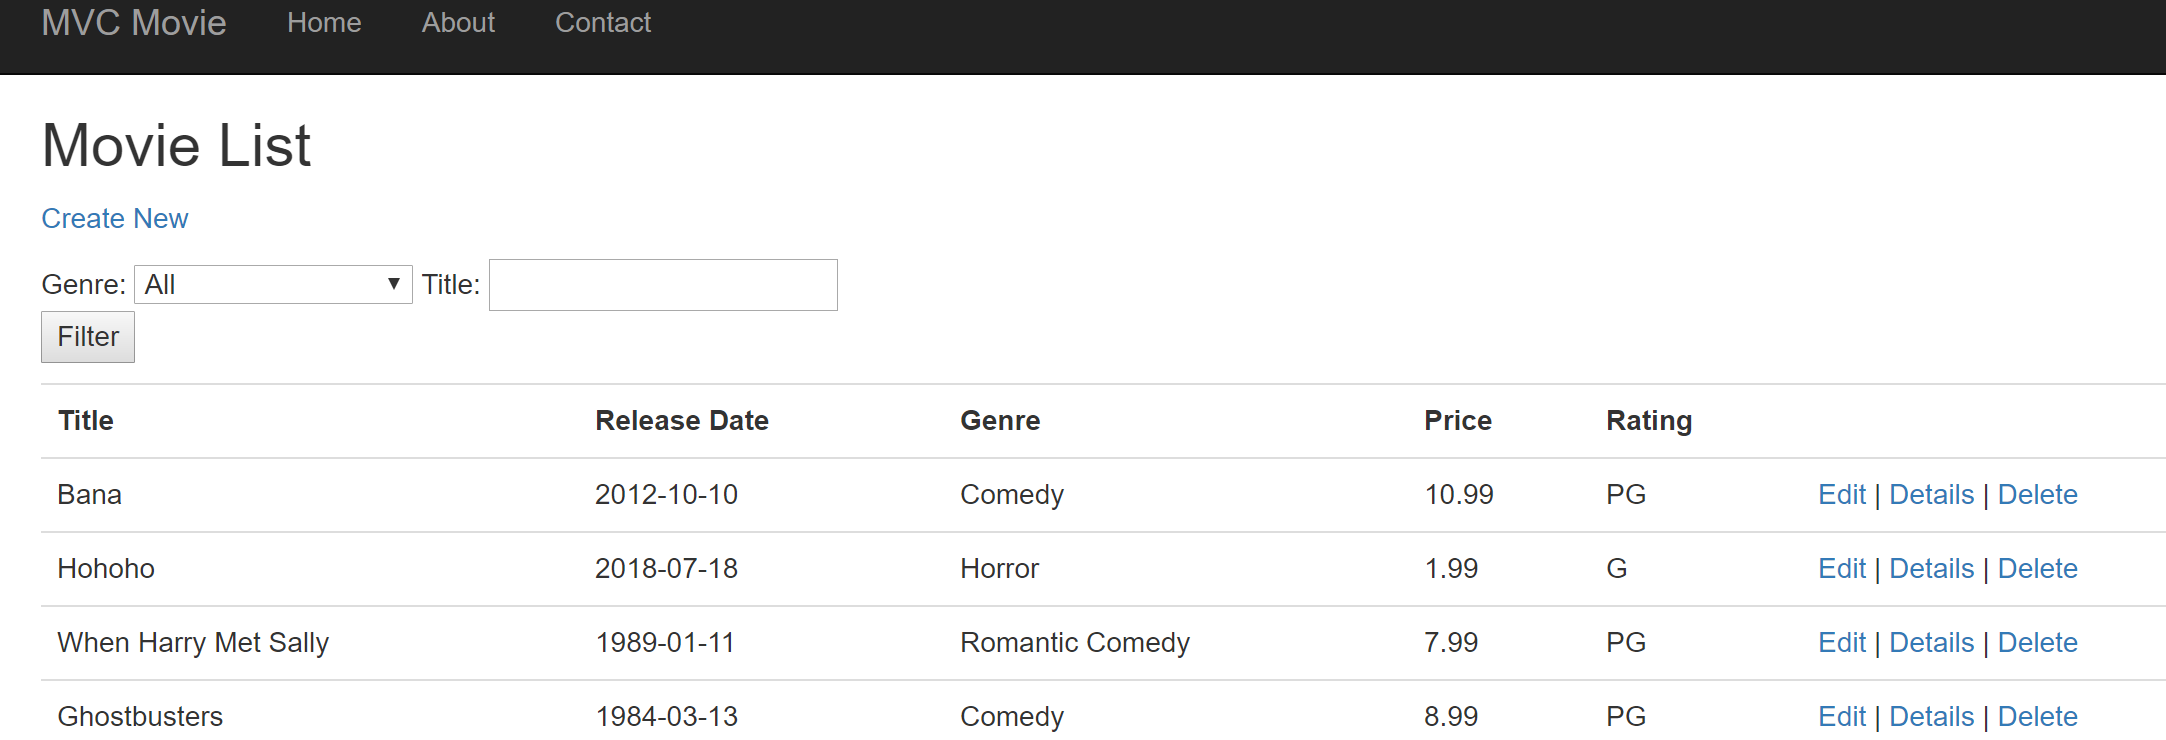 MVC Movie Home About Contact
Movie List
Create New
Genre: All Title:
Filter
Title Release Date Genre Price Rating
Bana 2012-10-10 Comedy 10.99 PG Edit | Details | Delete
Hohoho 2018-07-18 Horror 1.99 G Edit | Details | Delete
When Harry Met Sally 1989-01-11 Romantic Comedy 7.99 PG Edit | Details | Delete
Ghostbusters 1984-03-13 Comedy 8.99 PG Edit | Details | Delete